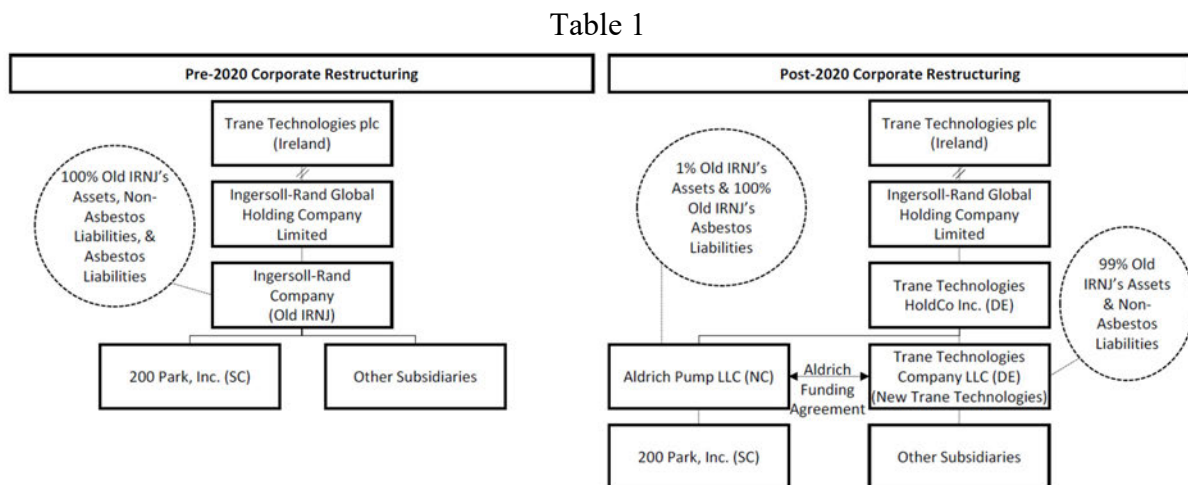 Table 1
Pre-2020 Corporate Restructuring
Trane Technologies plc
(Ireland)
100% Old IRNJ's
Assets, Non-
Asbestos
Liabilities, &
Asbestos
Liabilities
Ingersoll-Rand Global
Holding Company
Limited
Ingersoll-Rand
Company
(Old IRNJ)
200 Park, Inc. (SC)
Other Subsidiaries
Post-2020 Corporate Restructuring
Trane Technologies plc
(Ireland)
1% Old IRNJ's
Assets & 100%
Old IRNJ's
Asbestos
Liabilities
Ingersoll-Rand Global
Holding Company
Limited
Trane Technologies
HoldCo Inc. (DE)
99% Old
IRNJ's Assets
& Non-
Asbestos
Liabilities
Aldrich Pump LLC (NC)
Aldrich
Funding
Agreement
Trane Technologies
Company LLC (DE)
(New Trane Technologies)
200 Park, Inc. (SC)
Other Subsidiaries